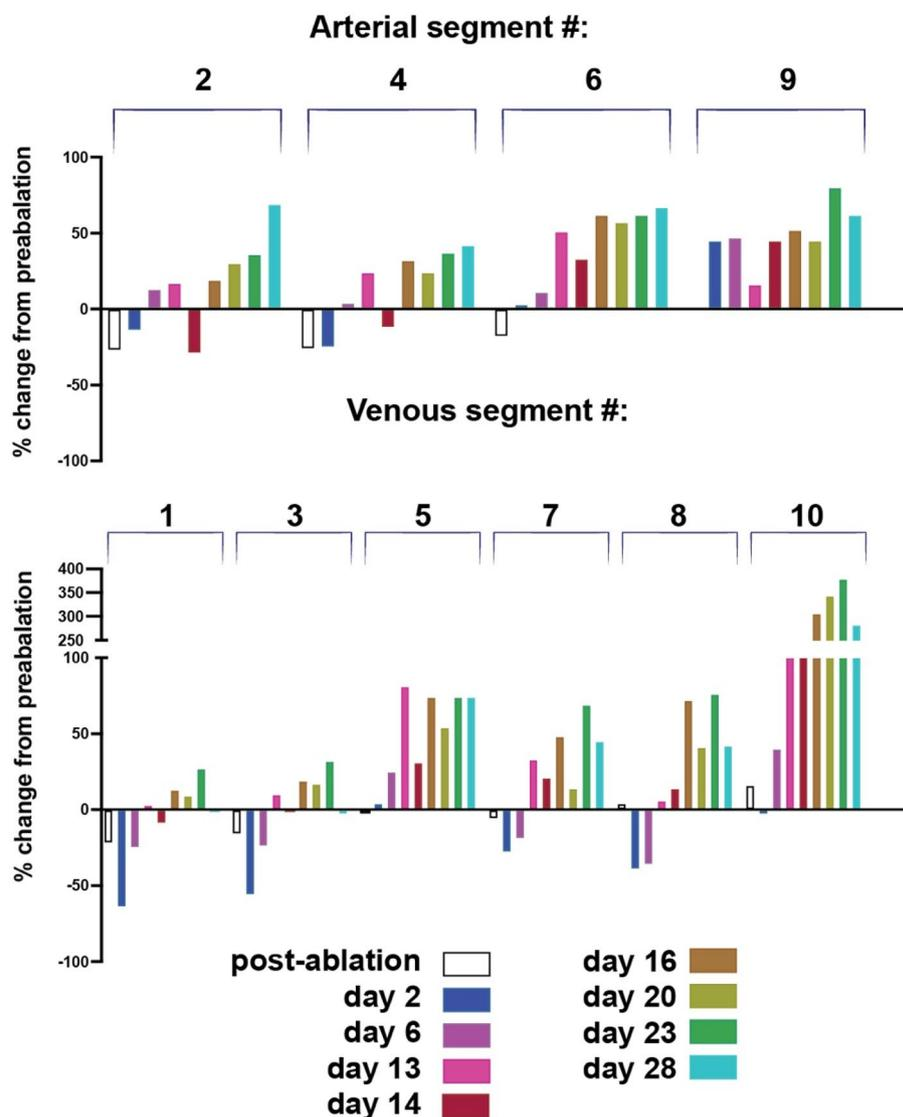 Arterial segment #:
2 4 6 9
% change from preabalation
100
50
0
-50
-100
Venous segment #:
1 3 5 7 8 10
% change from preabalation
400
350
300
250
100
50
0
-50
-100
post-ablation
day 2
day 6
day 13
day 14
day 16
day 20
day 23
day 28